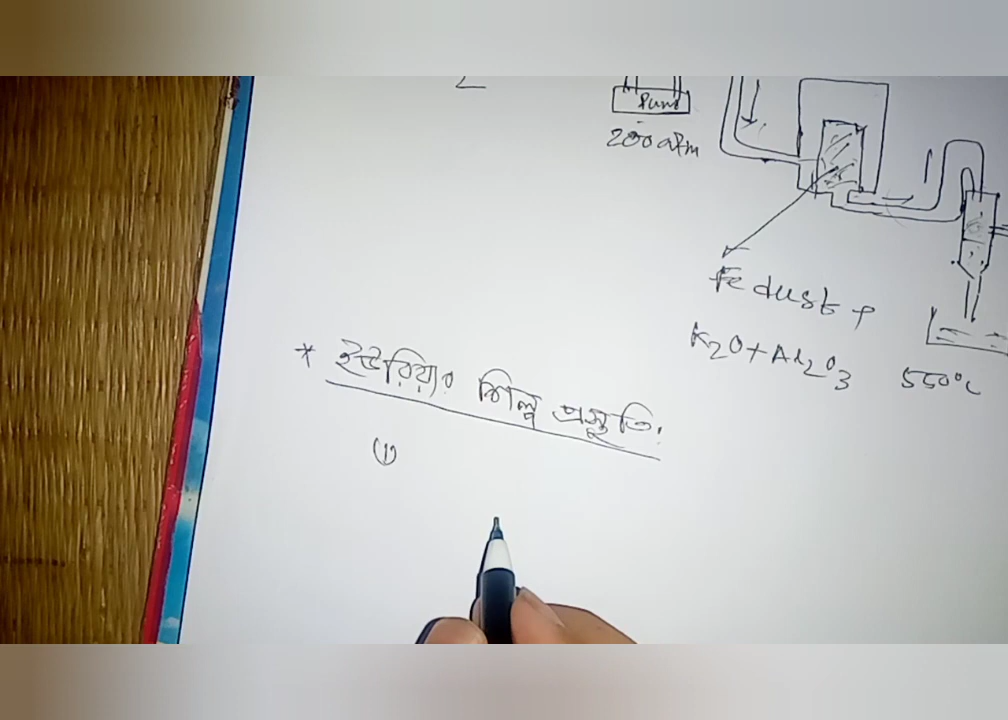 Pump
200 atm
Fe dust +
K2O + Al2O3
550°C
* ইউরিয়ার শিল্প প্রস্তুতি.
(1)